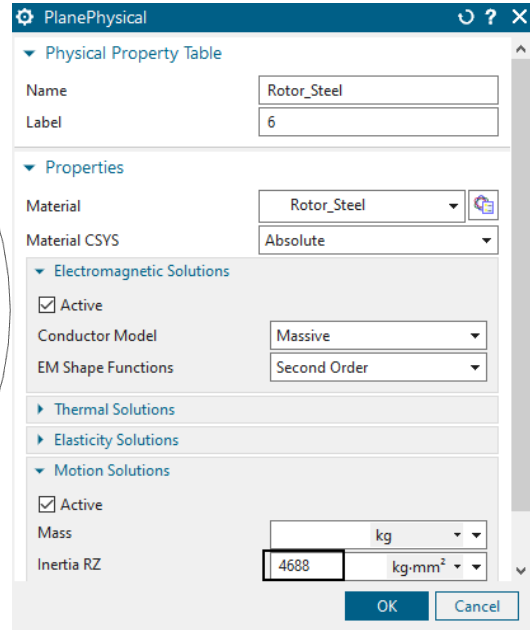 PlanePhysical
Physical Property Table
Name Rotor_Steel
Label 6
Properties
Material Rotor_Steel
Material CSYS Absolute
Electromagnetic Solutions
Active
Conductor Model Massive
EM Shape Functions Second Order
Thermal Solutions
Elasticity Solutions
Motion Solutions
Active
Mass kg
Inertia RZ 4688 kg·mm²
OK Cancel